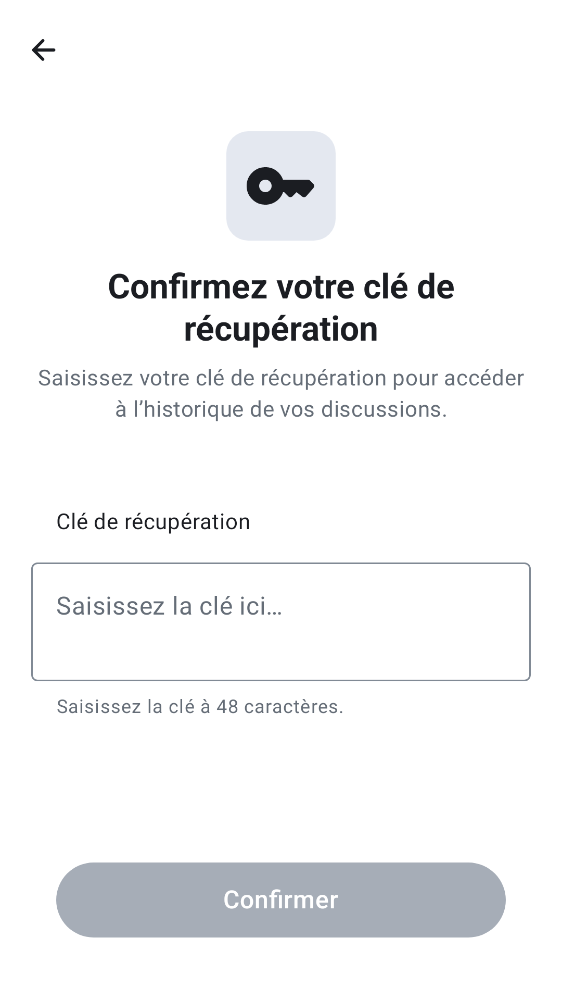 Confirmez votre clé de
récupération
Saisissez votre clé de récupération pour accéder
à l’historique de vos discussions.
Clé de récupération
Saisissez la clé ici…
Saisissez la clé à 48 caractères.
Confirmer